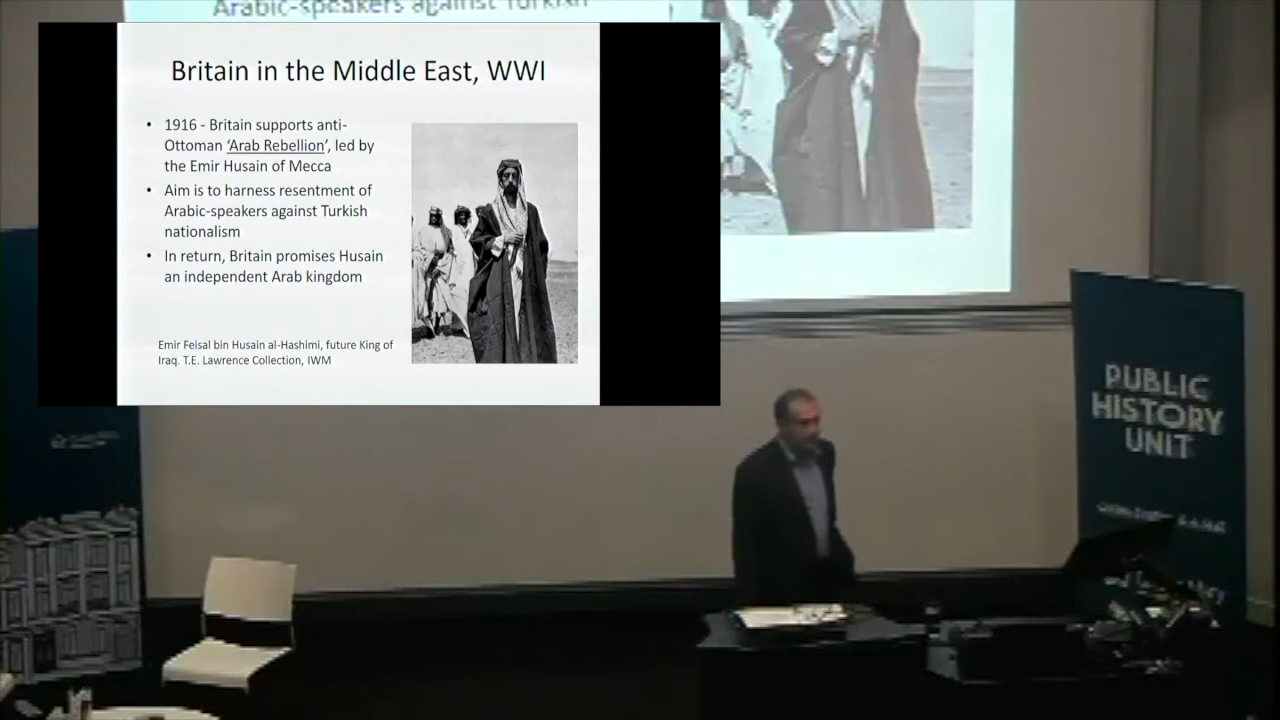 Arabic-speakers against Turkish
Britain in the Middle East, WWI
• 1916 - Britain supports anti-
Ottoman ‘Arab Rebellion’, led by
the Emir Husain of Mecca
• Aim is to harness resentment of
Arabic-speakers against Turkish
nationalism
• In return, Britain promises Husain
an independent Arab kingdom
Emir Feisal bin Husain al-Hashimi, future King of
Iraq. T.E. Lawrence Collection, IWM
PUBLIC
HISTORY
UNIT